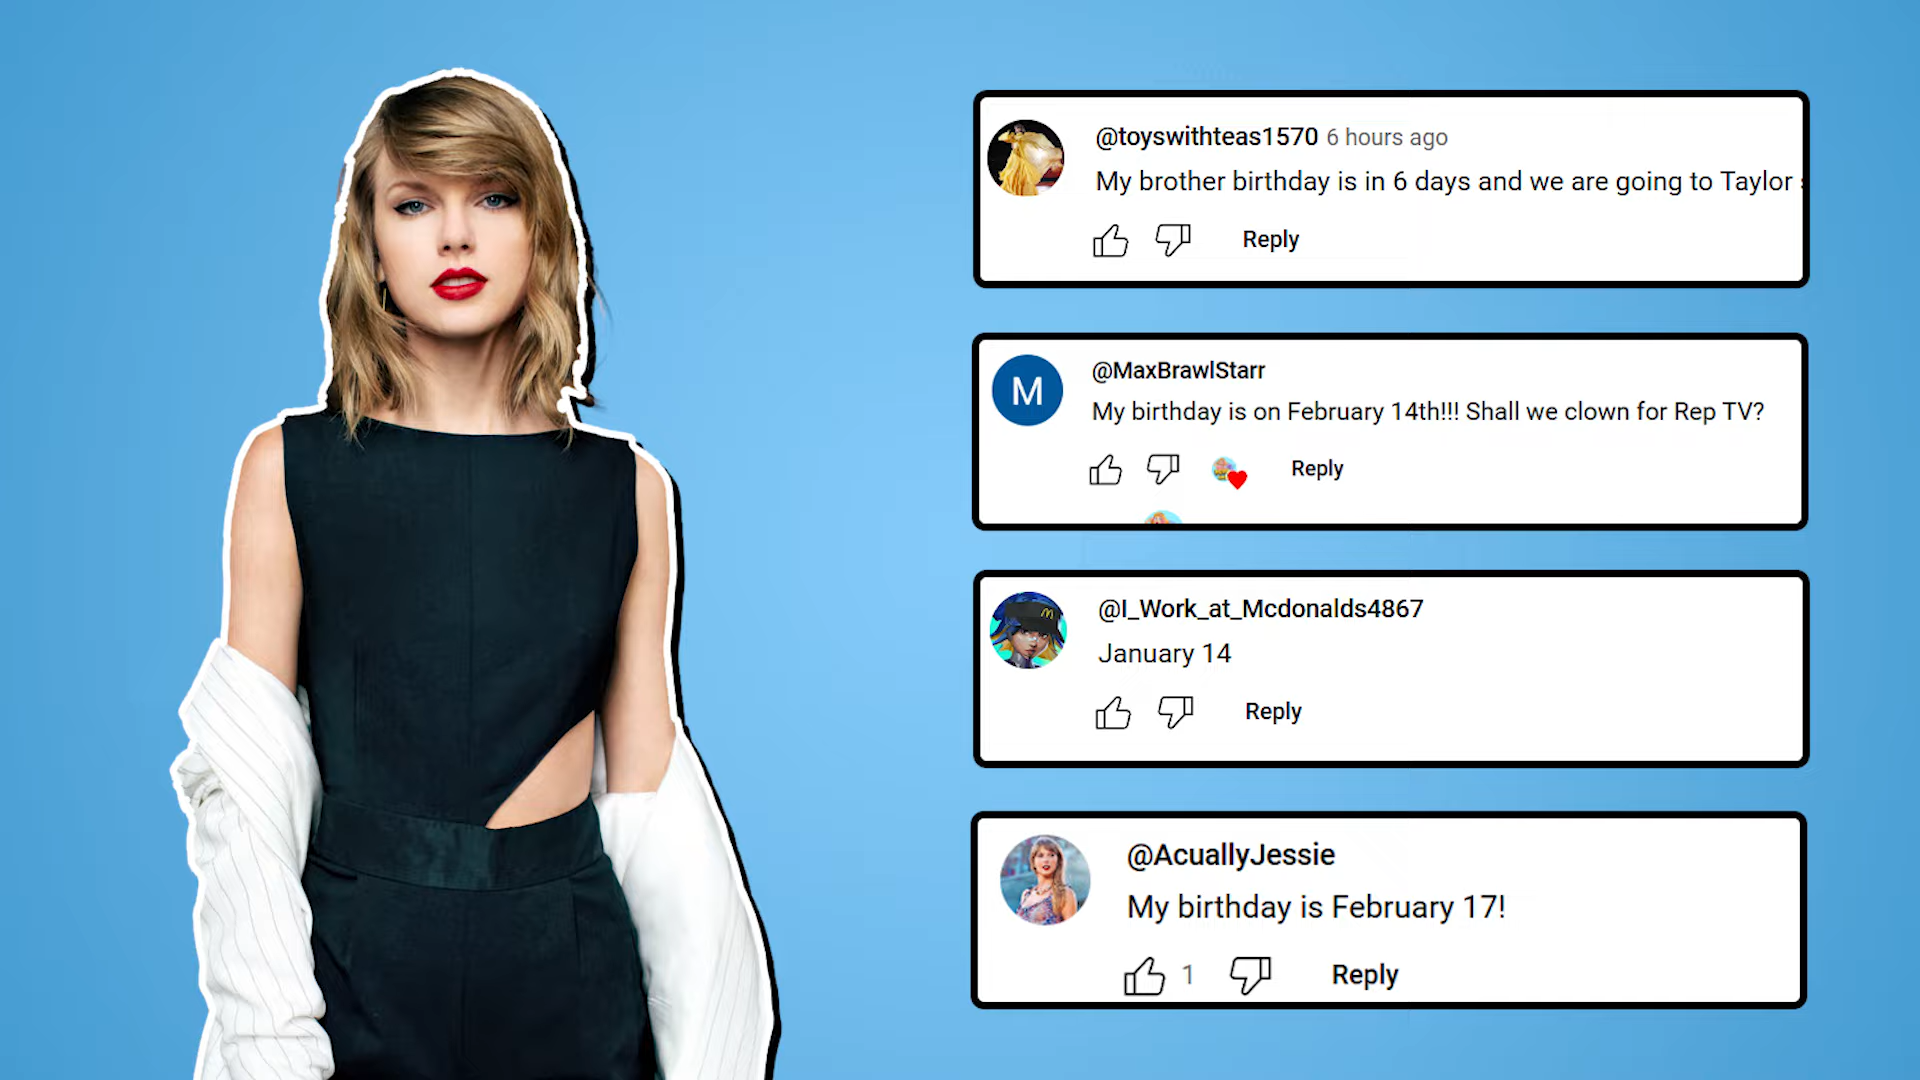 @toyswithteas1570 6 hours ago
My brother birthday is in 6 days and we are going to Taylor
Reply
M
@MaxBrawlStarr
My birthday is on February 14th!!! Shall we clown for Rep TV?
Reply
@I_Work_at_Mcdonalds4867
January 14
Reply
@AcuallyJessie
My birthday is February 17!
1 Reply